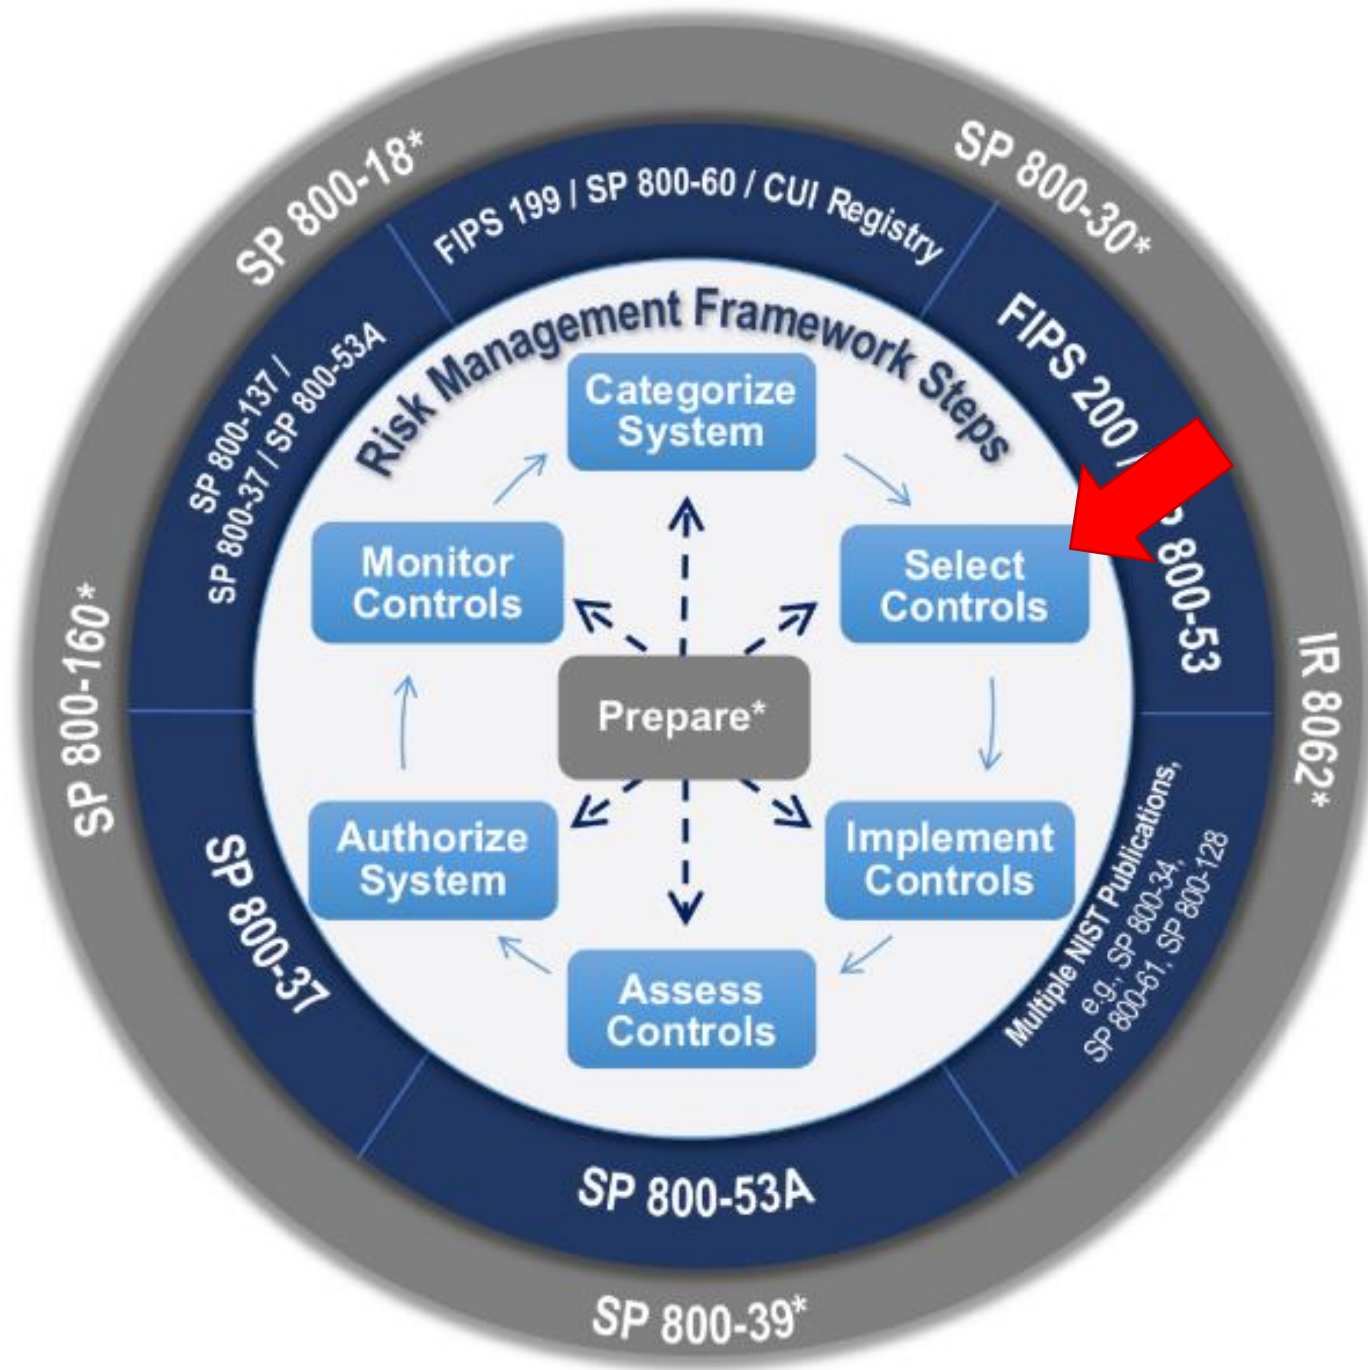 SP 800-18*
SP 800-30*
IR 8062*
SP 800-39*
SP 800-160*
FIPS 199 / SP 800-60 / CUI Registry
FIPS 200 / P 800-53
Multiple NIST Publications,
e.g., SP 800-34,
SP 800-61, SP 800-128
SP 800-53A
SP 800-37
SP 800-137 /
SP 800-37 / SP 800-53A
Risk Management Framework Steps
Categorize
System
Select
Controls
Implement
Controls
Assess
Controls
Authorize
System
Monitor
Controls
Prepare*